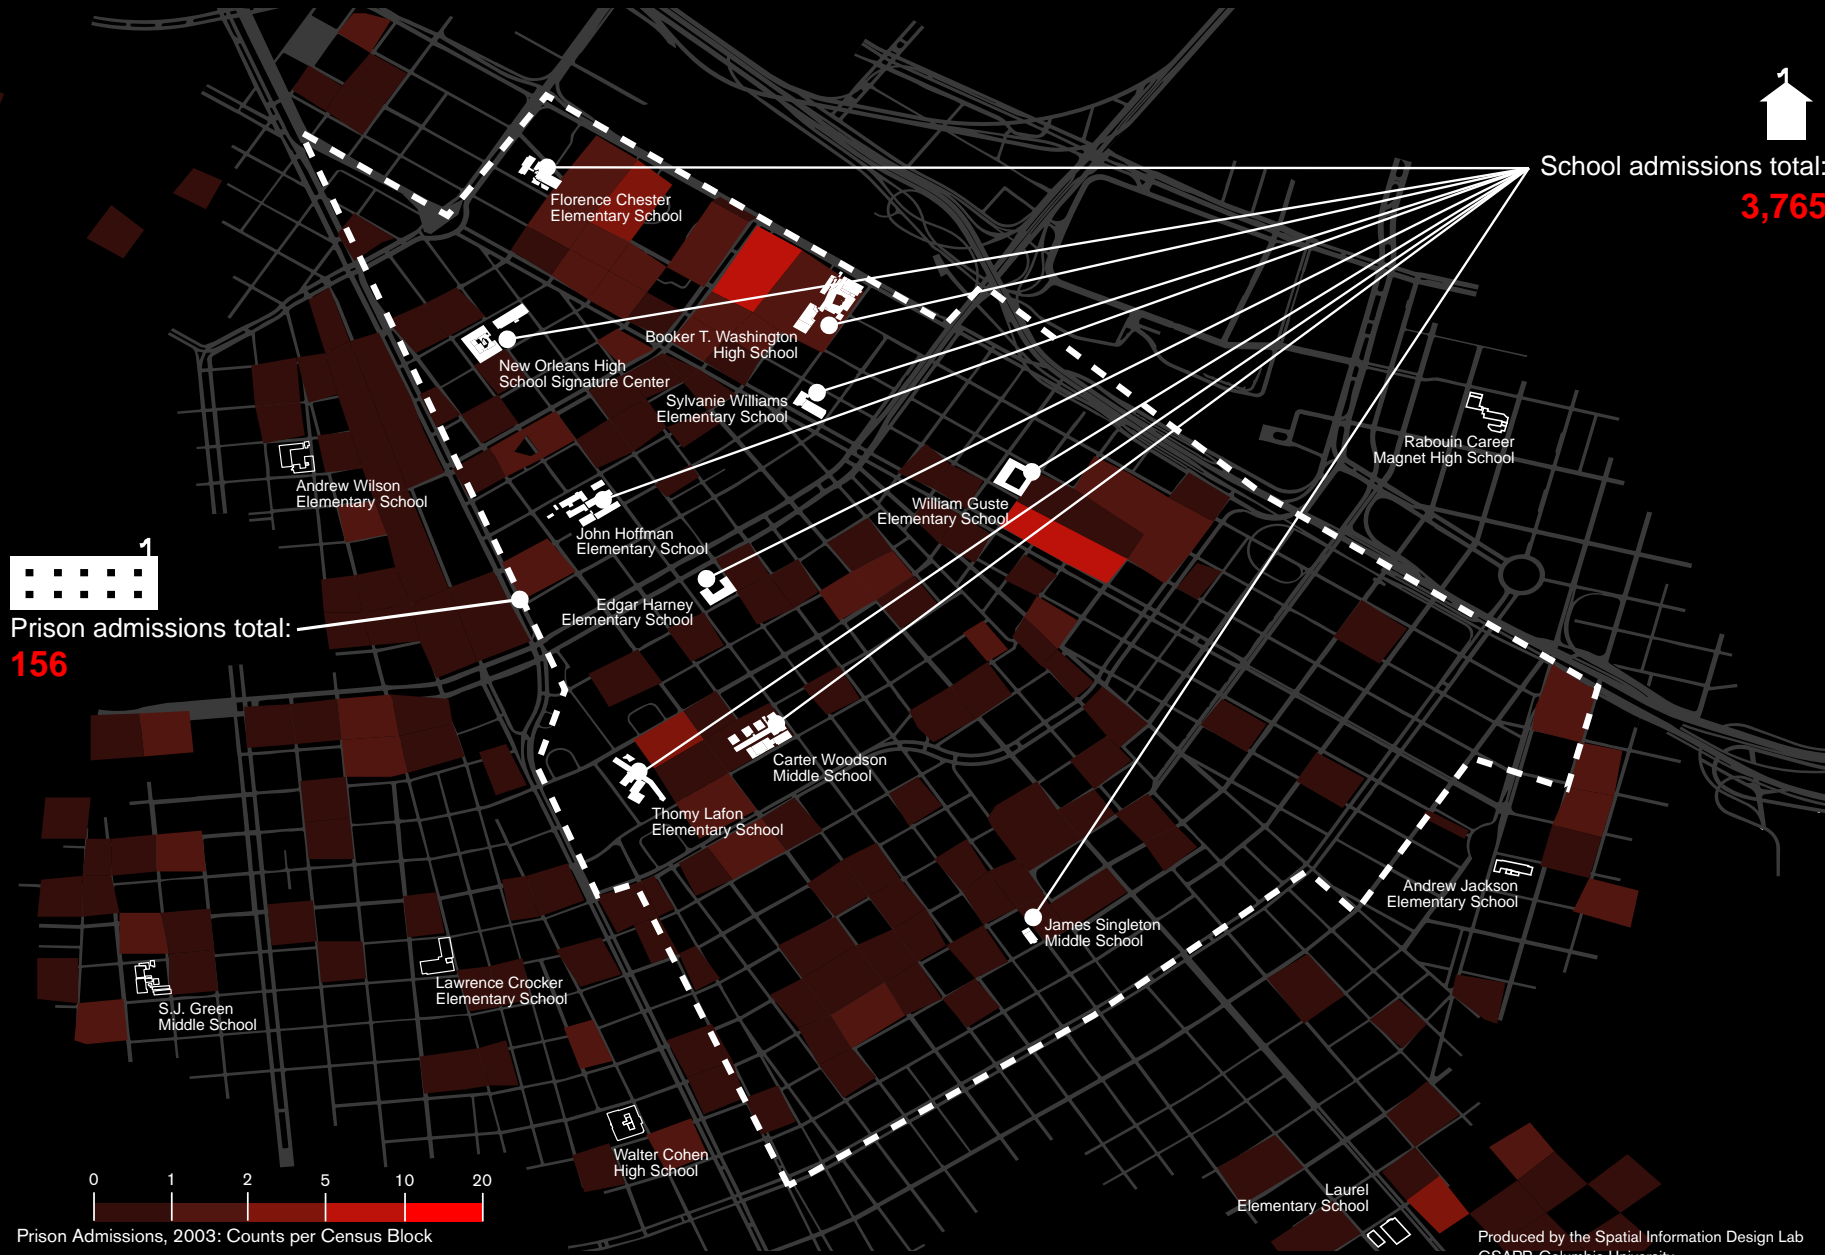 1
School admissions total:
3,765
Florence Chester
Elementary School
Booker T. Washington
High School
New Orleans High
School Signature Center
Sylvanie Williams
Elementary School
Rabouin Career
Magnet High School
Andrew Wilson
Elementary School
William Guste
Elementary School
John Hoffman
Elementary School
1
Prison admissions total:
156
Edgar Harney
Elementary School
Carter Woodson
Middle School
Thomy Lafon
Elementary School
Andrew Jackson
Elementary School
James Singleton
Middle School
Lawrence Crocker
Elementary School
S.J. Green
Middle School
Walter Cohen
High School
Laurel
Elementary School
0 1 2 5 10 20
Prison Admissions, 2003: Counts per Census Block
Produced by the Spatial Information Design Lab
GSAPP, Columbia University